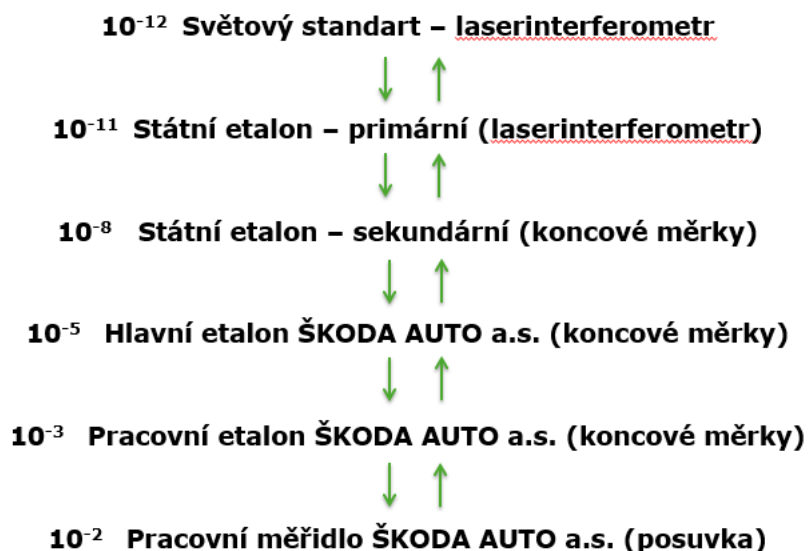 10⁻¹² Světový standart – laserinterferometr
10⁻¹¹ Státní etalon – primární (laserinterferometr)
10⁻⁸ Státní etalon – sekundární (koncové měrky)
10⁻⁵ Hlavní etalon ŠKODA AUTO a.s. (koncové měrky)
10⁻³ Pracovní etalon ŠKODA AUTO a.s. (koncové měrky)
10⁻² Pracovní měřidlo ŠKODA AUTO a.s. (posuvka)